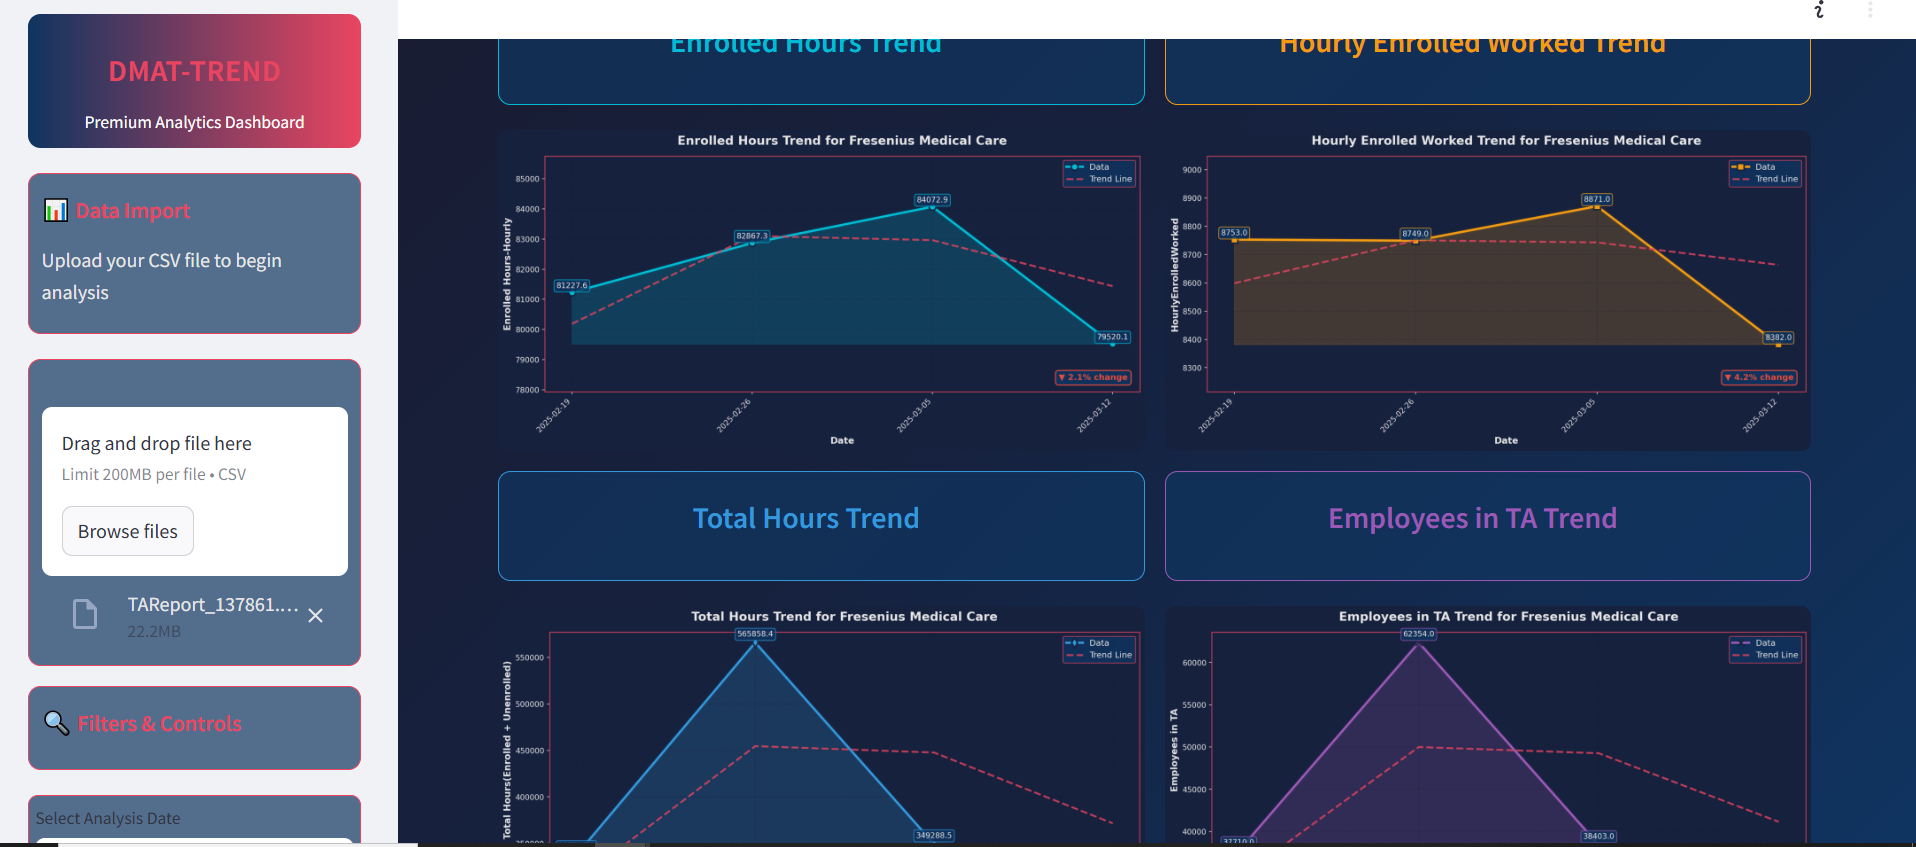 DMAT-TREND
Premium Analytics Dashboard
Data Import
Upload your CSV file to begin
analysis
Drag and drop file here
Limit 200MB per file • CSV
Browse files
TAReport_137861....
22.2MB
Filters & Controls
Select Analysis Date
Enrolled Hours Trend
Enrolled Hours Trend for Fresenius Medical Care
Data
Trend Line
Enrolled Hours-Hourly
85000
84000
83000
82000
81000
80000
79000
78000
81227.6
82867.3
84072.9
79520.1
▼ 2.1% change
2025-02-19
2025-02-26
2025-03-05
2025-03-12
Date
Hourly Enrolled Worked Trend
Hourly Enrolled Worked Trend for Fresenius Medical Care
Data
Trend Line
HourlyEnrolledWorked
9000
8900
8800
8700
8600
8500
8400
8300
8753.0
8749.0
8871.0
8382.0
▼ 4.2% change
2025-02-19
2025-02-26
2025-03-05
2025-03-12
Date
Total Hours Trend
Total Hours Trend for Fresenius Medical Care
Data
Trend Line
Total Hours(Enrolled + Unenrolled)
550000
500000
450000
400000
350000
565858.4
349288.5
Employees in TA Trend
Employees in TA Trend for Fresenius Medical Care
Data
Trend Line
Employees in TA
60000
55000
50000
45000
40000
37710.0
62354.0
38403.0